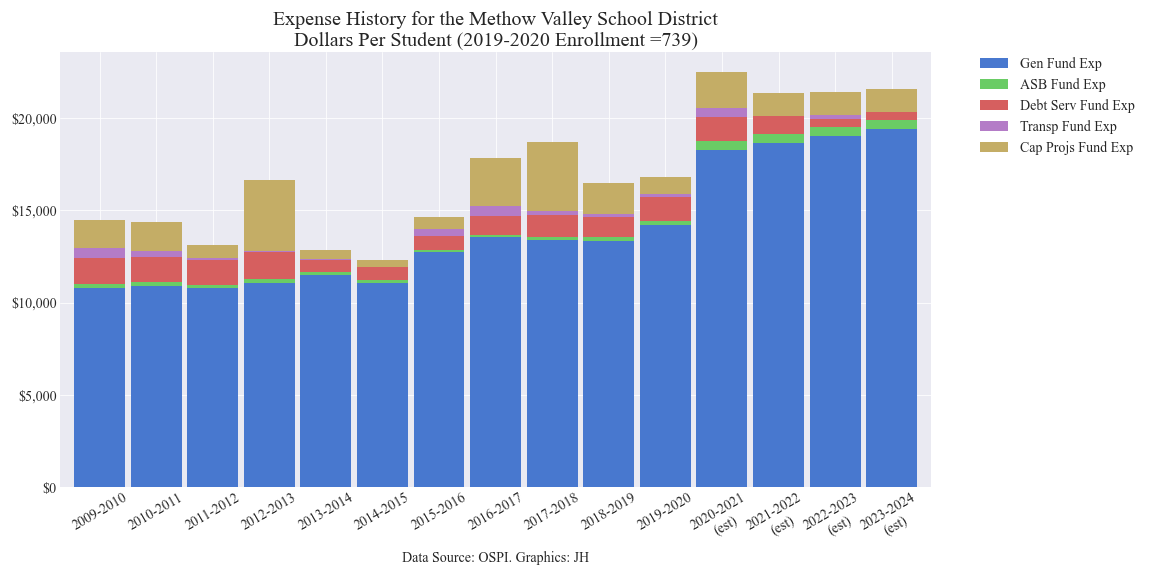 Expense History for the Methow Valley School District
Dollars Per Student (2019-2020 Enrollment =739)
Gen Fund Exp
ASB Fund Exp
Debt Serv Fund Exp
Transp Fund Exp
Cap Projs Fund Exp
$20,000
$15,000
$10,000
$5,000
$0
2009-2010
2010-2011
2011-2012
2012-2013
2013-2014
2014-2015
2015-2016
2016-2017
2017-2018
2018-2019
2019-2020
2020-2021
(est)
2021-2022
(est)
2022-2023
(est)
2023-2024
(est)
Data Source: OSPI. Graphics: JH